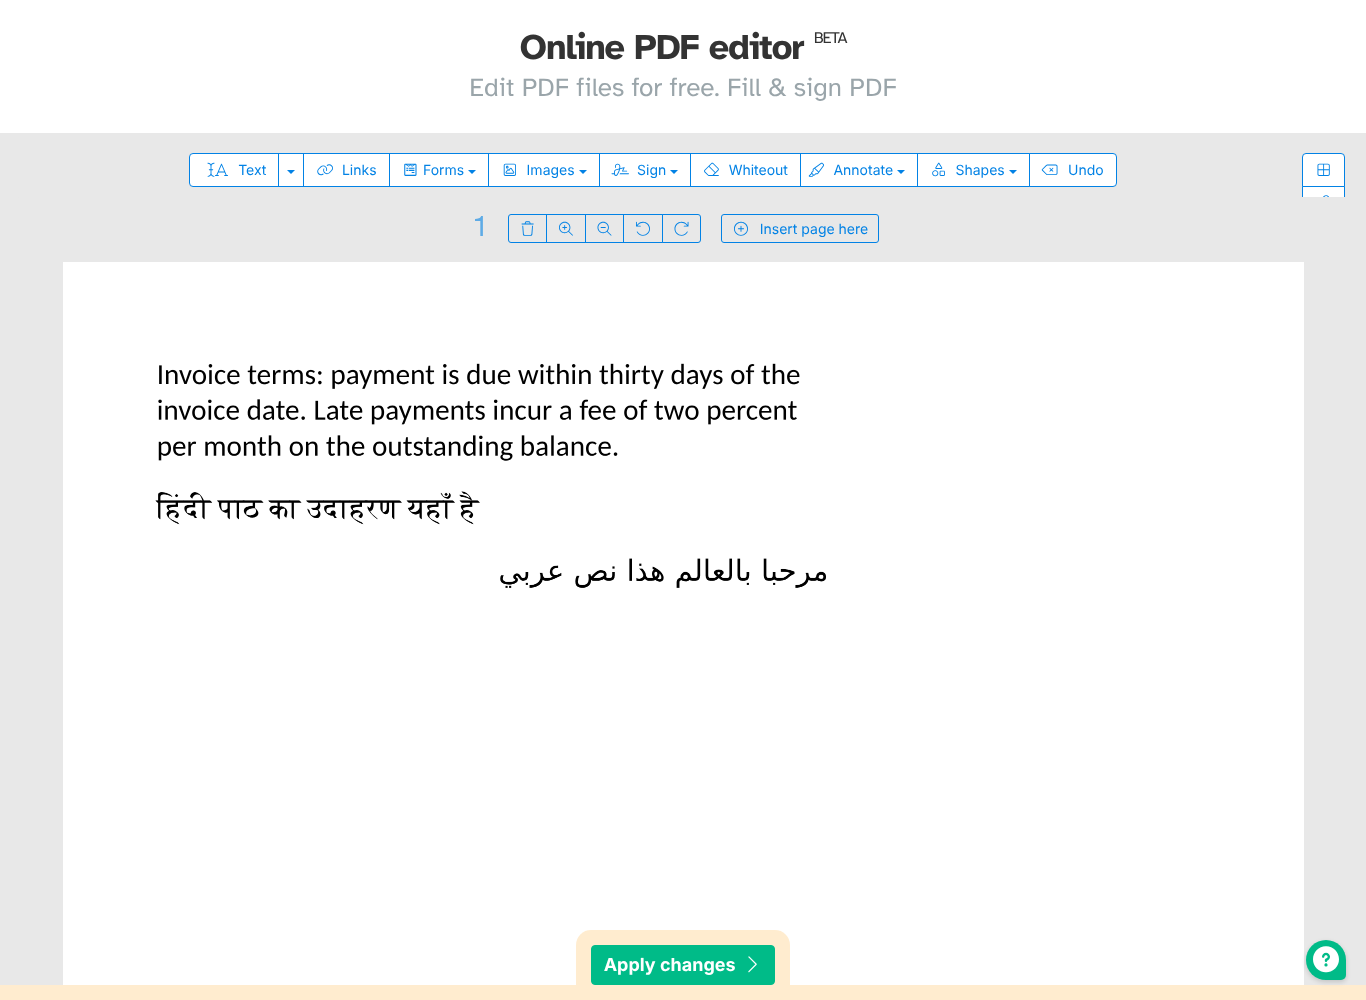 Online PDF editor BETA
Edit PDF files for free. Fill & sign PDF
Text Links Forms Images Sign Whiteout Annotate Shapes Undo
1 Insert page here
Invoice terms: payment is due within thirty days of the
invoice date. Late payments incur a fee of two percent
per month on the outstanding balance.
हिंदी पाठ का उदाहरण यहाँ है
مرحبا بالعالم هذا نص عربي
Apply changes
?